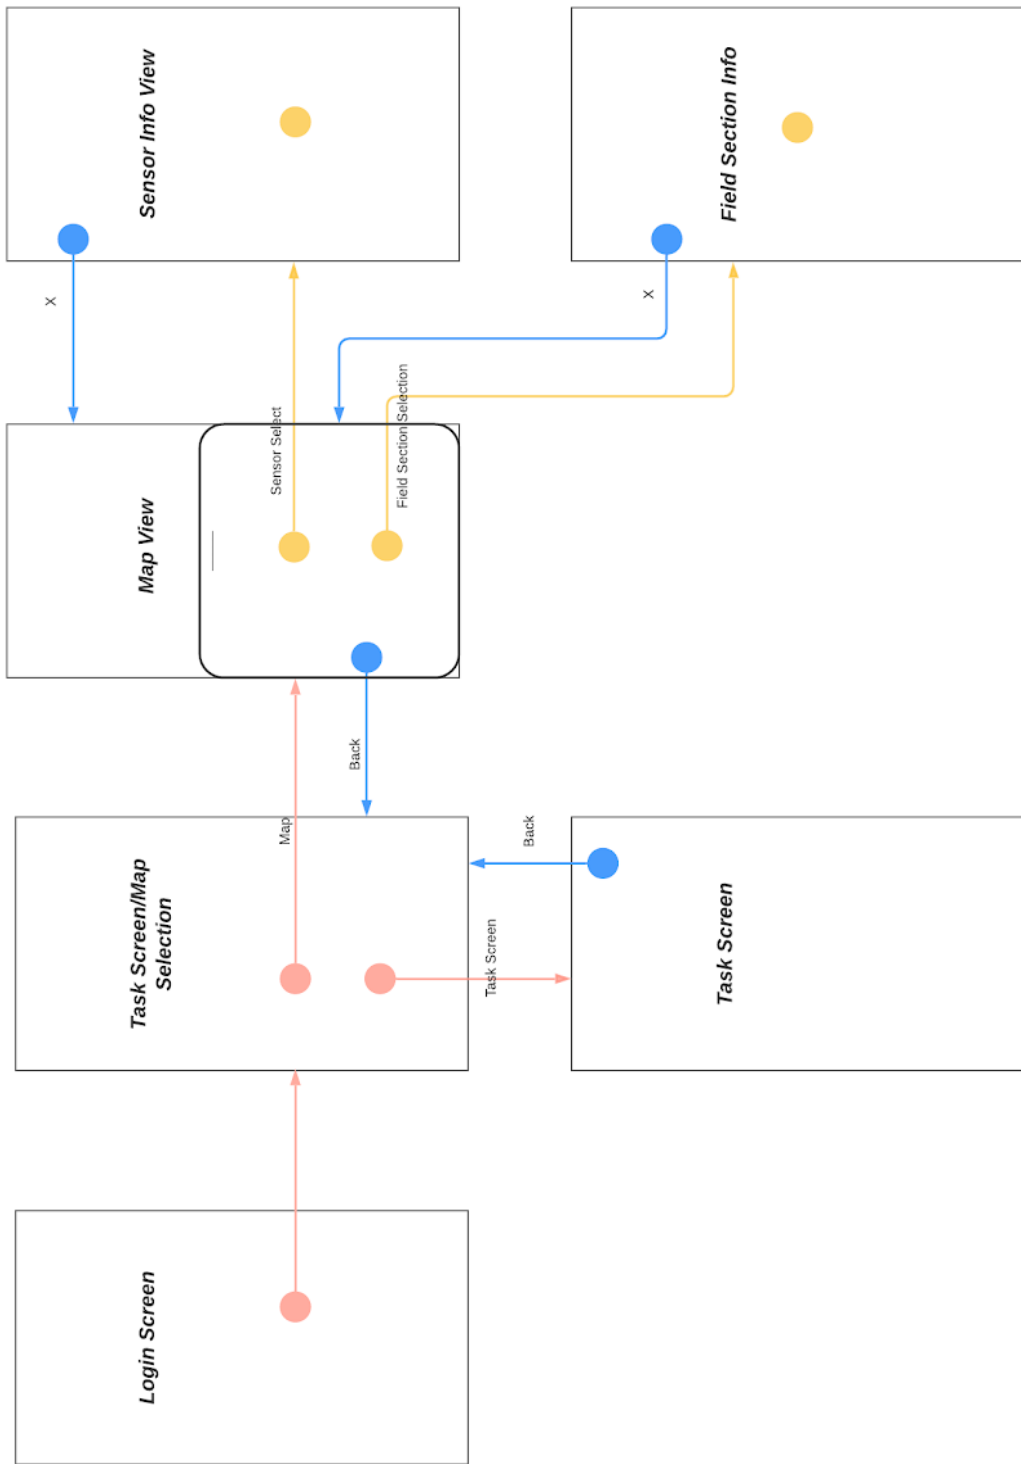 Login Screen
Task Screen/Map
Selection
Map
Back
Task Screen
Back
Task Screen
Map View
Sensor Select
Field Section Selection
X
X
Sensor Info View
Field Section Info